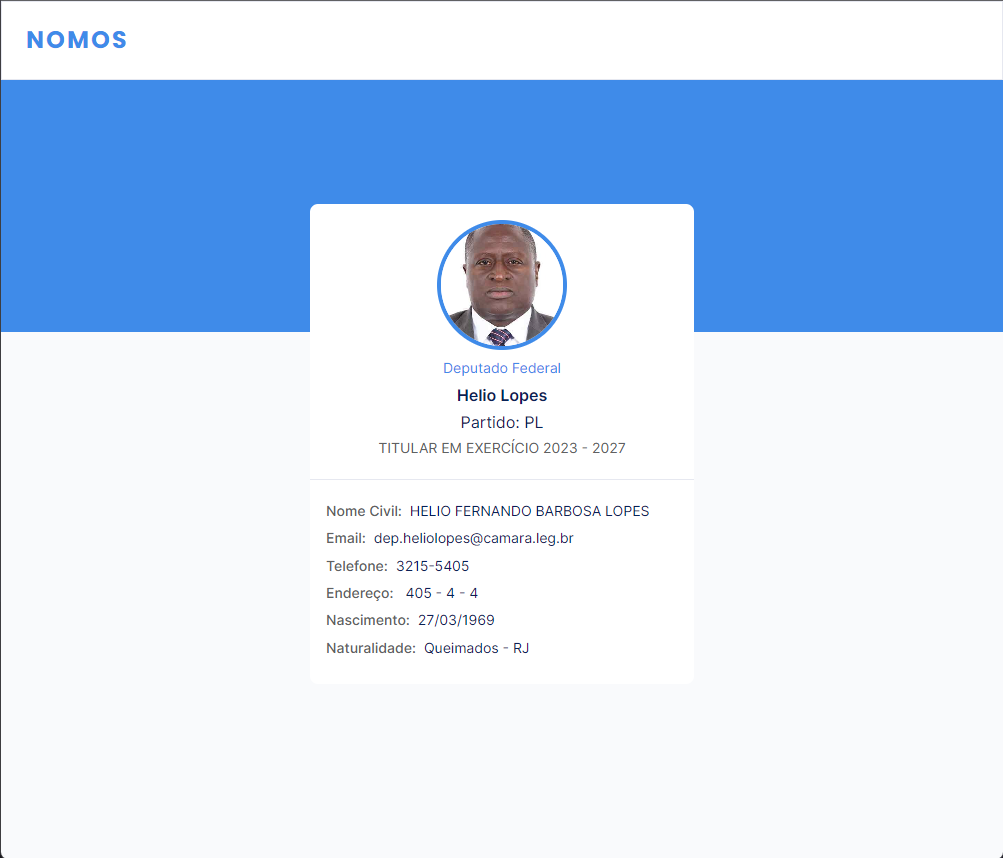 NOMOS
Deputado Federal
Helio Lopes
Partido: PL
TITULAR EM EXERCÍCIO 2023 - 2027
Nome Civil: HELIO FERNANDO BARBOSA LOPES
Email: dep.heliolopes@camara.leg.br
Telefone: 3215-5405
Endereço: 405 - 4 - 4
Nascimento: 27/03/1969
Naturalidade: Queimados - RJ